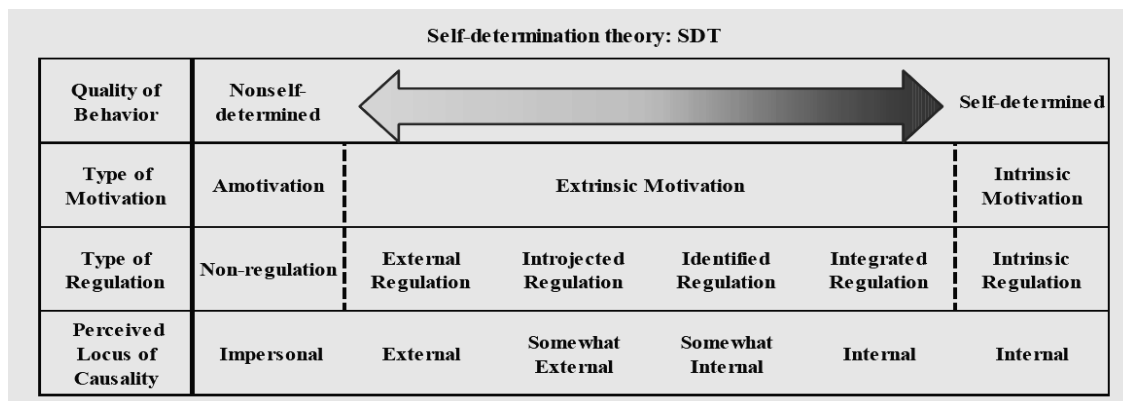 Self-determination theory: SDT
Quality of
Behavior
Nonself-
determined
Self-determined
Type of
Motivation
Amotivation
Extrinsic Motivation
Intrinsic
Motivation
Type of
Regulation
Non-regulation
External
Regulation
Introjected
Regulation
Identified
Regulation
Integrated
Regulation
Intrinsic
Regulation
Perceived
Locus of
Causality
Impersonal
External
Somewhat
External
Somewhat
Internal
Internal
Internal